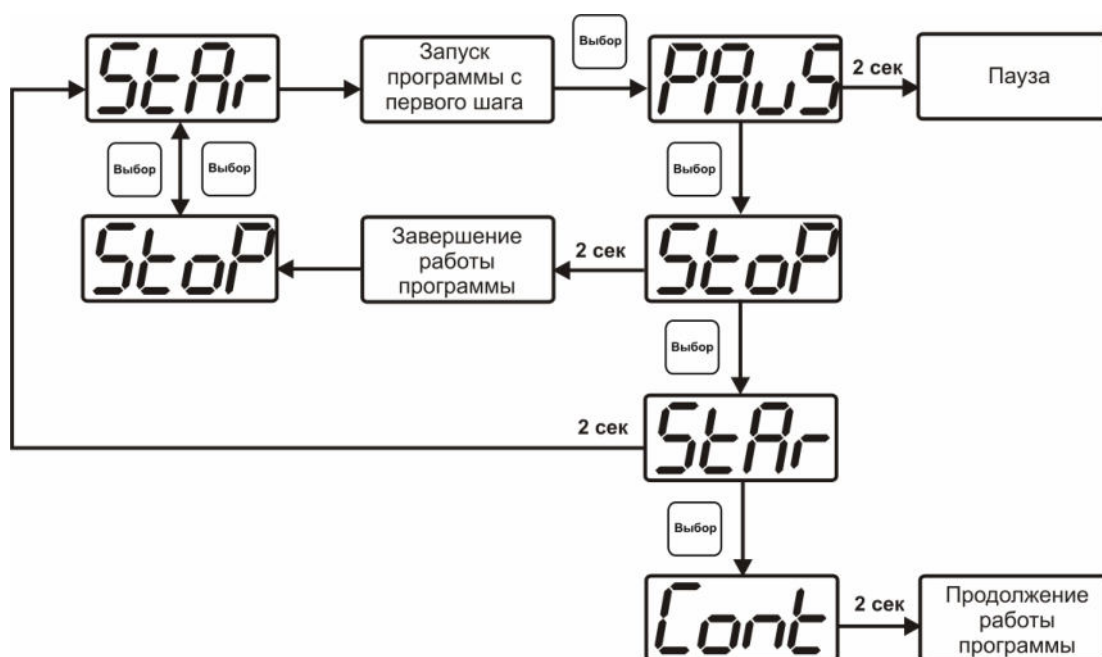 StAr
Запуск
программы с
первого шага
Выбор
PAuS
2 сек
Пауза
Выбор
Выбор
Выбор
StoP
Завершение
работы
программы
2 сек
StoP
Выбор
2 сек
StAr
Выбор
Cont
2 сек
Продолжение
работы
программы